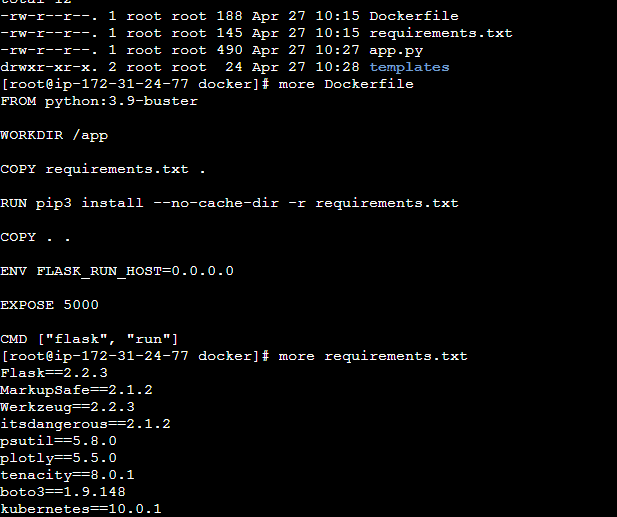 total 12
-rw-r--r--. 1 root root 188 Apr 27 10:15 Dockerfile
-rw-r--r--. 1 root root 145 Apr 27 10:15 requirements.txt
-rw-r--r--. 1 root root 490 Apr 27 10:27 app.py
drwxr-xr-x. 2 root root  24 Apr 27 10:28 templates
[root@ip-172-31-24-77 docker]# more Dockerfile
FROM python:3.9-buster
WORKDIR /app
COPY requirements.txt .
RUN pip3 install --no-cache-dir -r requirements.txt
COPY . .
ENV FLASK_RUN_HOST=0.0.0.0
EXPOSE 5000
CMD ["flask", "run"]
[root@ip-172-31-24-77 docker]# more requirements.txt
Flask==2.2.3
MarkupSafe==2.1.2
Werkzeug==2.2.3
itsdangerous==2.1.2
psutil==5.8.0
plotly==5.5.0
tenacity==8.0.1
boto3==1.9.148
kubernetes==10.0.1